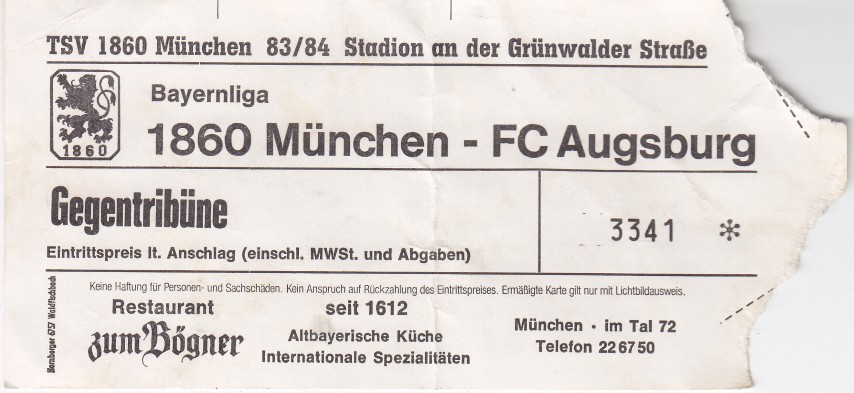 TSV 1860 München 83/84 Stadion an der Grünwalder Straße
1860
Bayernliga
1860 München - FC Augsburg
Gegentribüne
3341 *
Eintrittspreis lt. Anschlag (einschl. MWSt. und Abgaben)
Keine Haftung für Personen- und Sachschäden. Kein Anspruch auf Rückzahlung des Eintrittspreises. Ermäßigte Karte gilt nur mit Lichtbildausweis.
Restaurant
zum Bögner
seit 1612
Altbayerische Küche
Internationale Spezialitäten
München · im Tal 72
Telefon 22 67 50
6757 Waldfischbach